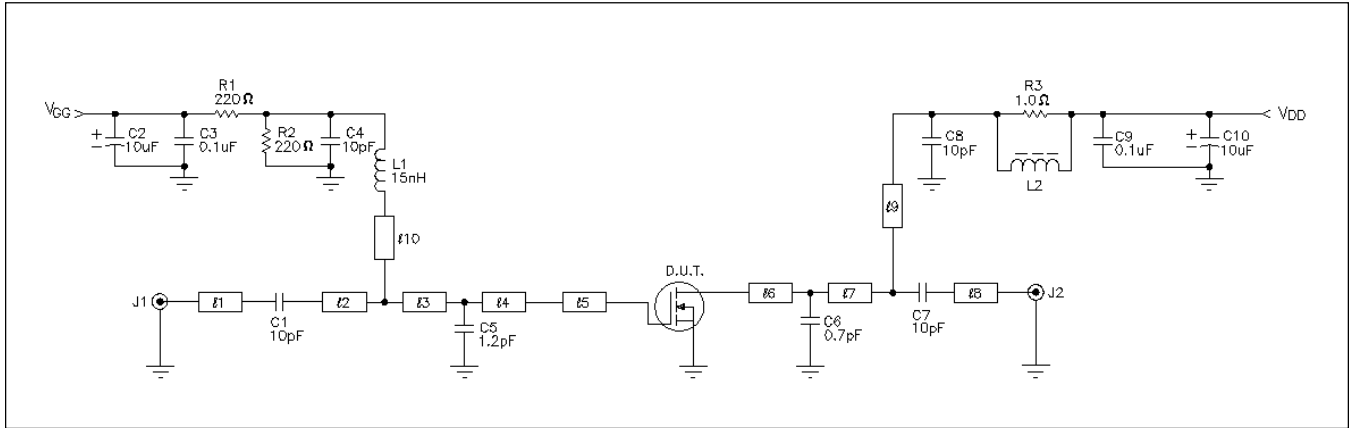 VGG
+
−
C2
10uF
C3
0.1uF
R1
220Ω
R2
220Ω
C4
10pF
L1
15nH
ℓ10
J1
ℓ1
C1
10pF
ℓ2
ℓ3
C5
1.2pF
ℓ4
ℓ5
D.U.T.
ℓ6
C6
0.7pF
ℓ7
C7
10pF
ℓ8
J2
ℓ9
C8
10pF
R3
1.0Ω
L2
C9
0.1uF
+
−
C10
10uF
VDD